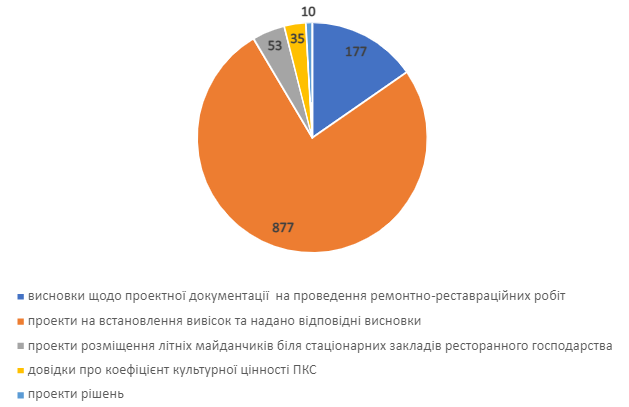 10
35
53
177
877
висновки щодо проектної документації на проведення ремонтно-реставраційних робіт
проекти на встановлення вивісок та надано відповідні висновки
проекти розміщення літніх майданчиків біля стаціонарних закладів ресторанного господарства
довідки про коефіцієнт культурної цінності ПКС
проекти рішень